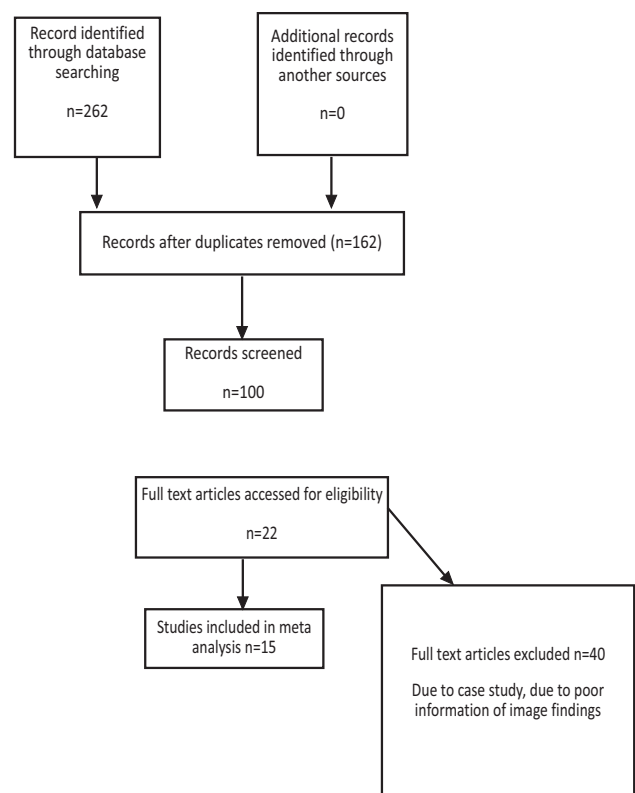 Record identified
through database
searching
n=262
Additional records
identified through
another sources
n=0
Records after duplicates removed (n=162)
Records screened
n=100
Full text articles accessed for eligibility
n=22
Studies included in meta
analysis n=15
Full text articles excluded n=40
Due to case study, due to poor
information of image findings